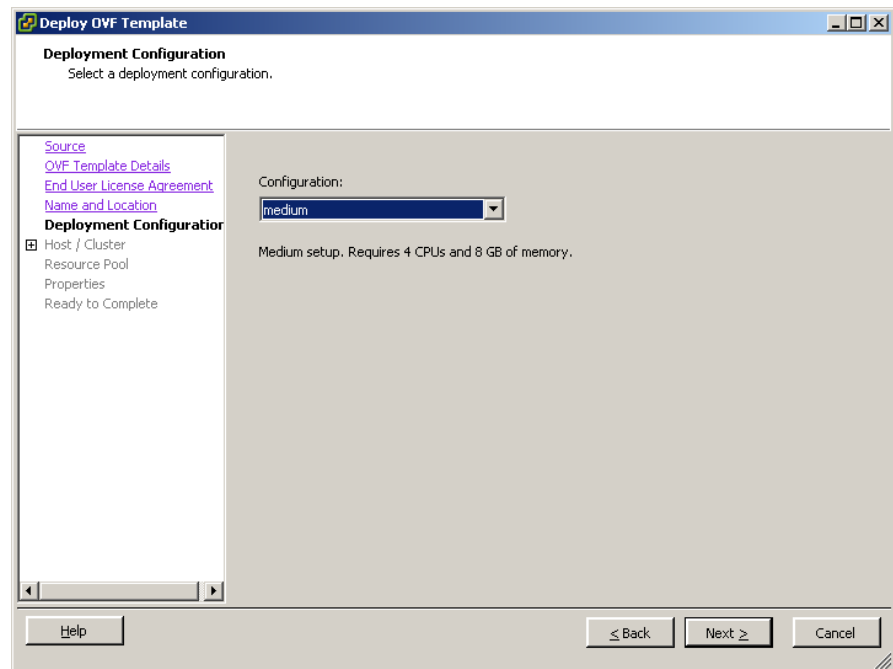 Deploy OVF Template
Deployment Configuration
Select a deployment configuration.
Source
OVF Template Details
End User License Agreement
Name and Location
Deployment Configuration
Host / Cluster
Resource Pool
Properties
Ready to Complete
Configuration:
medium
Medium setup. Requires 4 CPUs and 8 GB of memory.
Help
< Back
Next >
Cancel